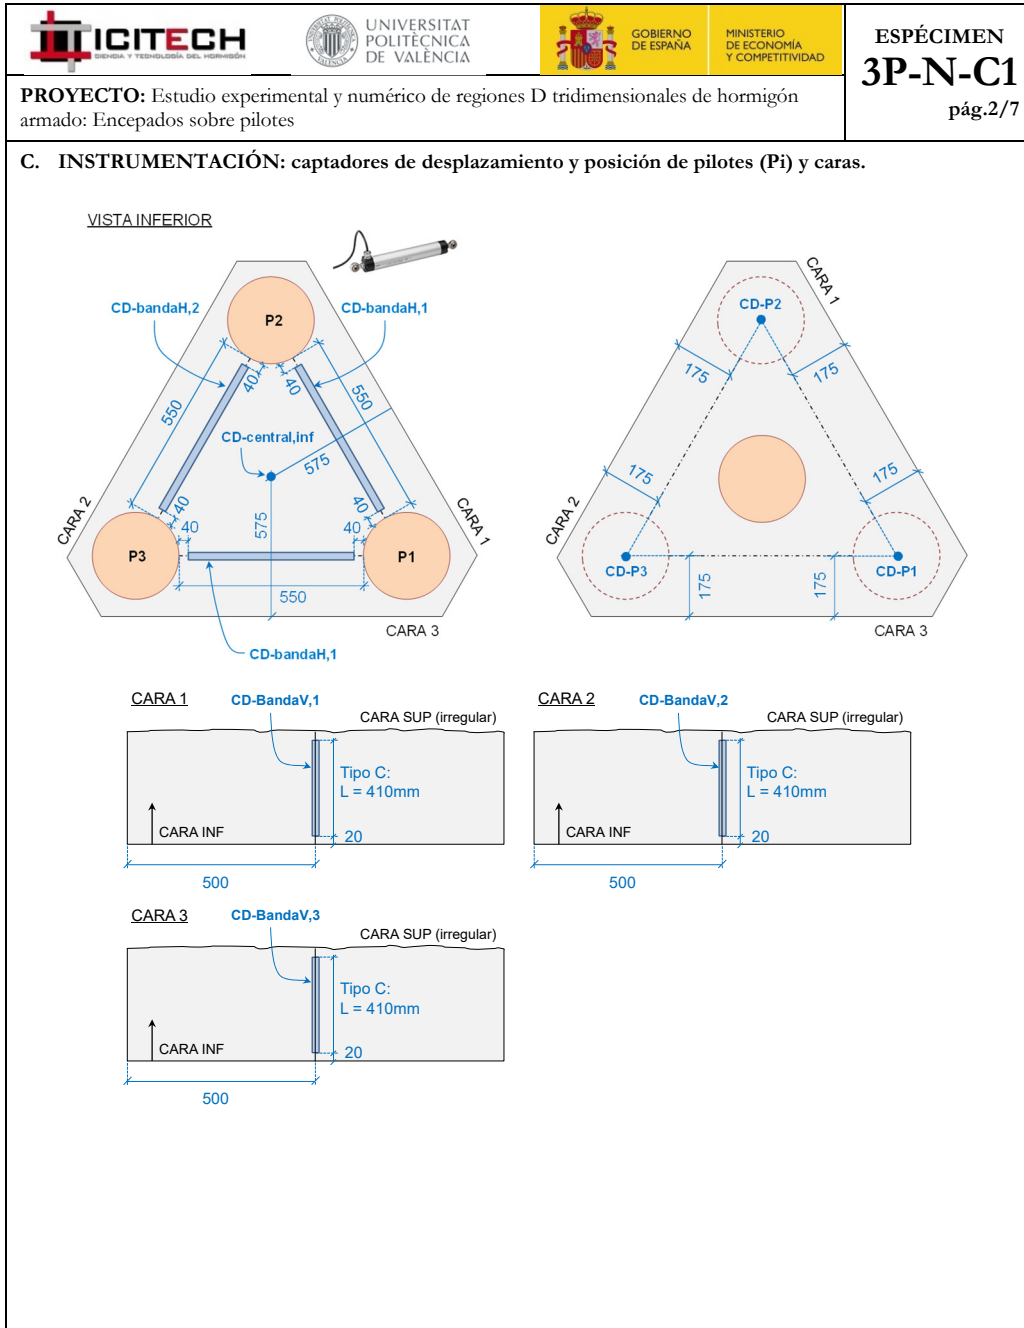 ICITECH
CIENCIA Y TECNOLOGÍA DEL HORMIGÓN
UNIVERSITAT
POLITÈCNICA
DE VALÈNCIA
GOBIERNO
DE ESPAÑA
MINISTERIO
DE ECONOMÍA
Y COMPETITIVIDAD
ESPÉCIMEN
3P-N-C1
pág.2/7
PROYECTO: Estudio experimental y numérico de regiones D tridimensionales de hormigón
armado: Encepados sobre pilotes
C. INSTRUMENTACIÓN: captadores de desplazamiento y posición de pilotes (Pi) y caras.
VISTA INFERIOR
CD-bandaH,2
P2
CD-bandaH,1
40
40
550
550
CD-central,inf
575
575
CARA 2
40
40
40
40
CARA 1
P3
P1
550
CARA 3
CD-bandaH,1
CARA 1
CD-P2
175
175
175
175
CARA 2
CD-P3
CD-P1
175
175
CARA 3
CARA 1
CD-BandaV,1
CARA SUP (irregular)
Tipo C:
L = 410mm
CARA INF
20
500
CARA 2
CD-BandaV,2
CARA SUP (irregular)
Tipo C:
L = 410mm
CARA INF
20
500
CARA 3
CD-BandaV,3
CARA SUP (irregular)
Tipo C:
L = 410mm
CARA INF
20
500